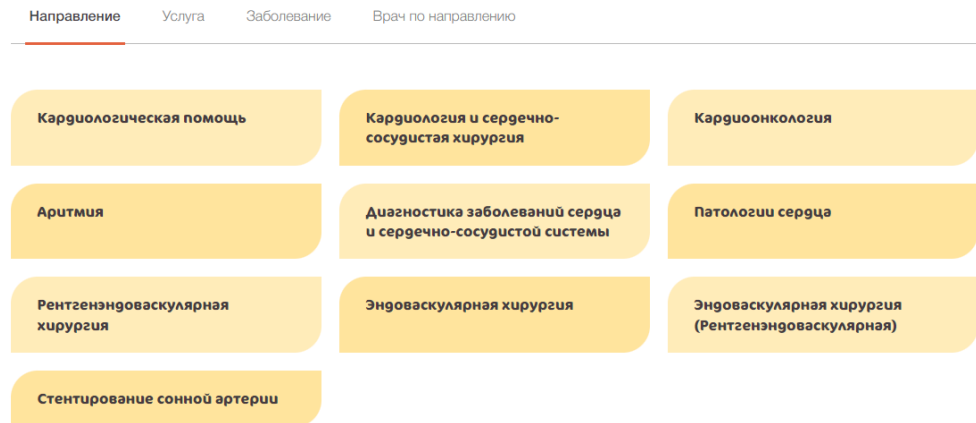 Направление Услуга Заболевание Врач по направлению
Кардиологическая помощь
Кардиология и сердечно-
сосудистая хирургия
Кардиоонкология
Аритмия
Диагностика заболеваний сердца
и сердечно-сосудистой системы
Патологии сердца
Рентгенэндоваскулярная
хирургия
Эндоваскулярная хирургия
Эндоваскулярная хирургия
(Рентгенэндоваскулярная)
Стентирование сонной артерии